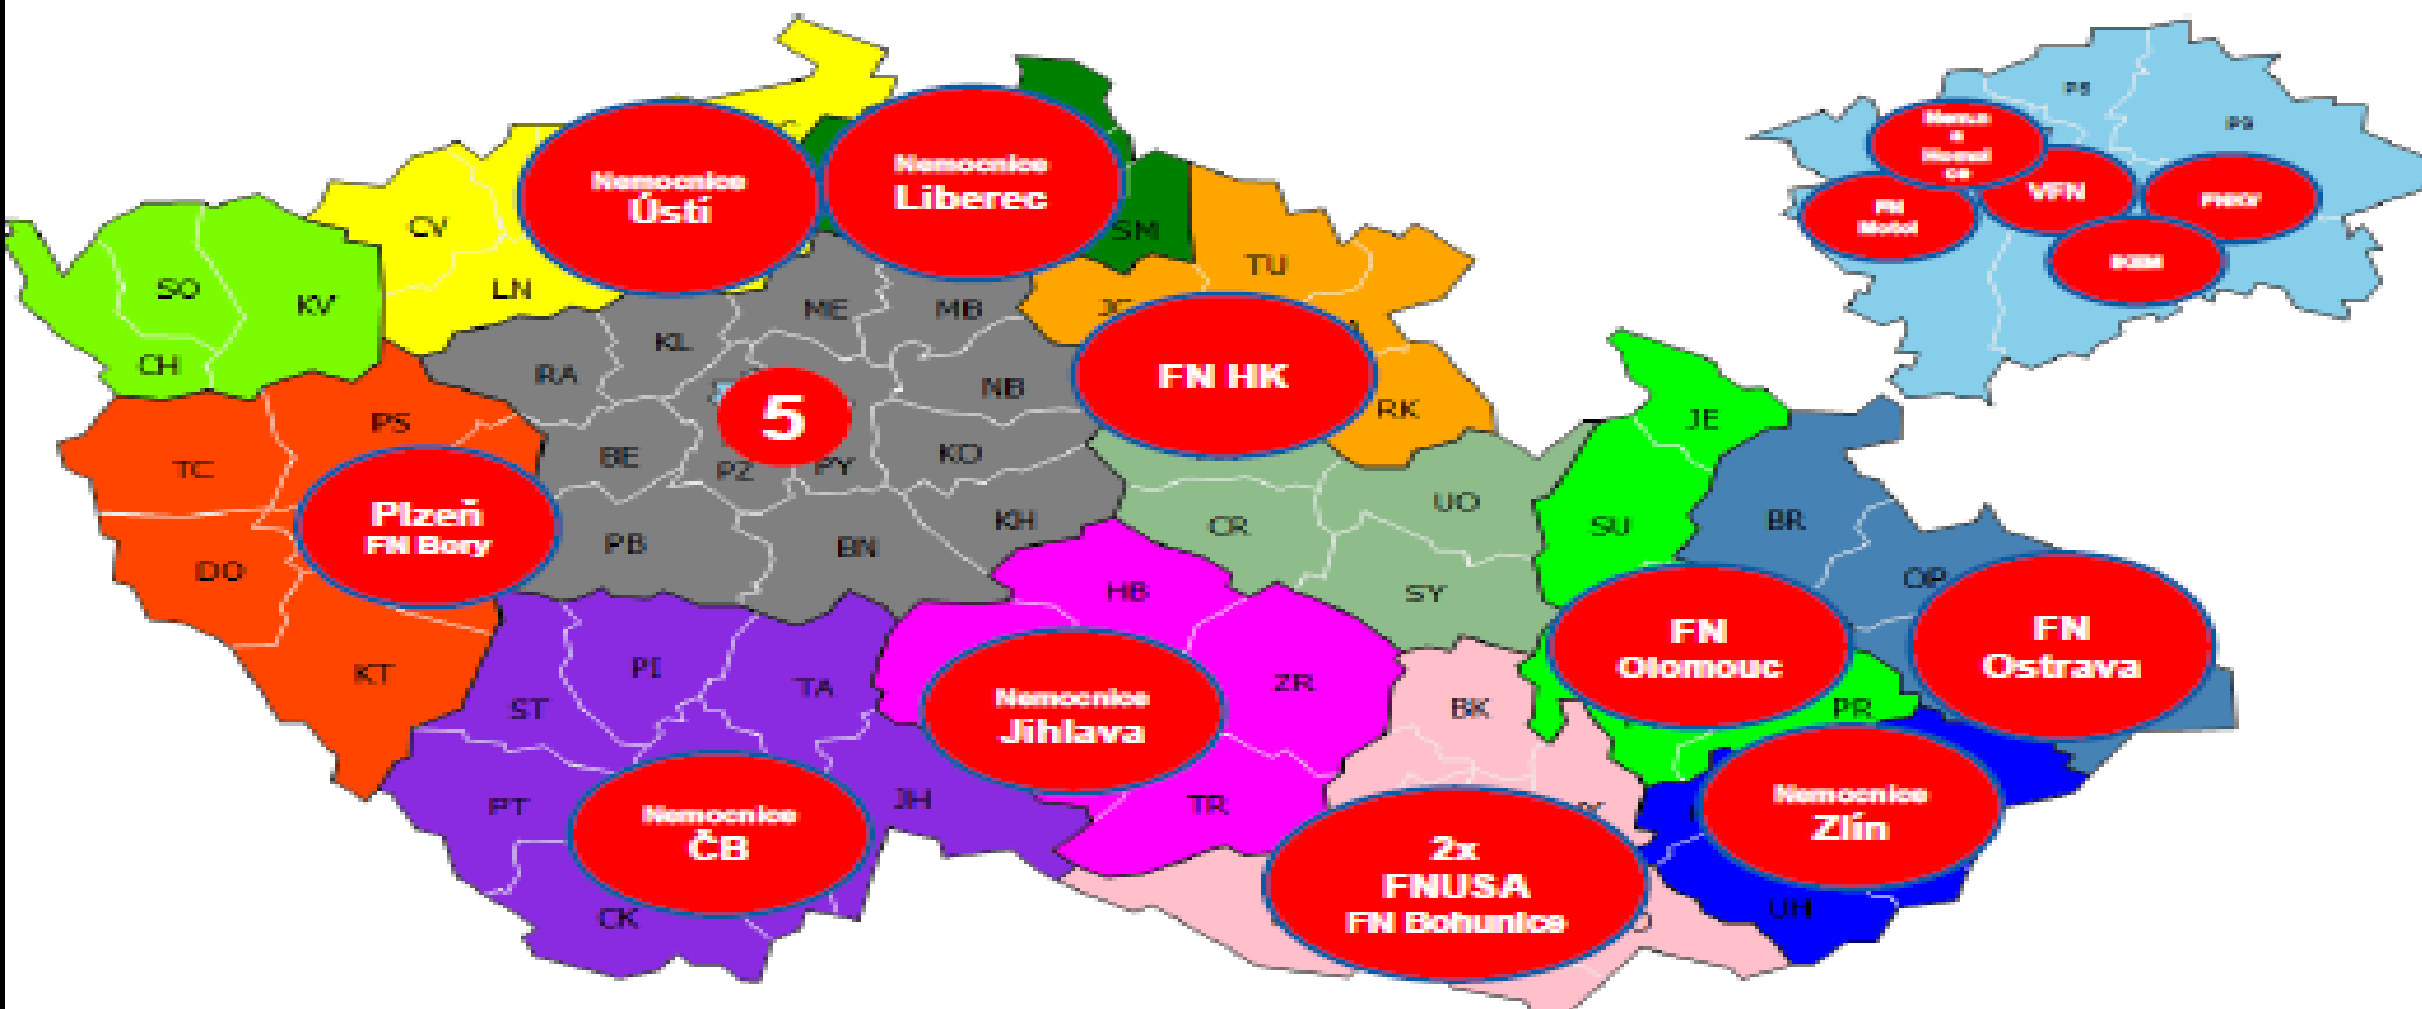 Nemocnice
Ústí
Nemocnice
Liberec
FN HK
5
Plzeň
FN Bory
Nemocnice
ČB
Nemocnice
Jihlava
2x
FNUSA
FN Bohunice
FN
Olomouc
FN
Ostrava
Nemocnice
Zlín
VFN
FN
Motol
SO
KV
CH
CV
LN
SM
TU
RK
ME
MB
KL
RA
NB
BE
PZ
PY
KO
KH
PB
BN
PS
TC
DO
KT
ST
PI
TA
PT
JH
CK
HB
ZR
TR
CR
UO
SY
JE
SU
BR
OP
PR
BK
UH